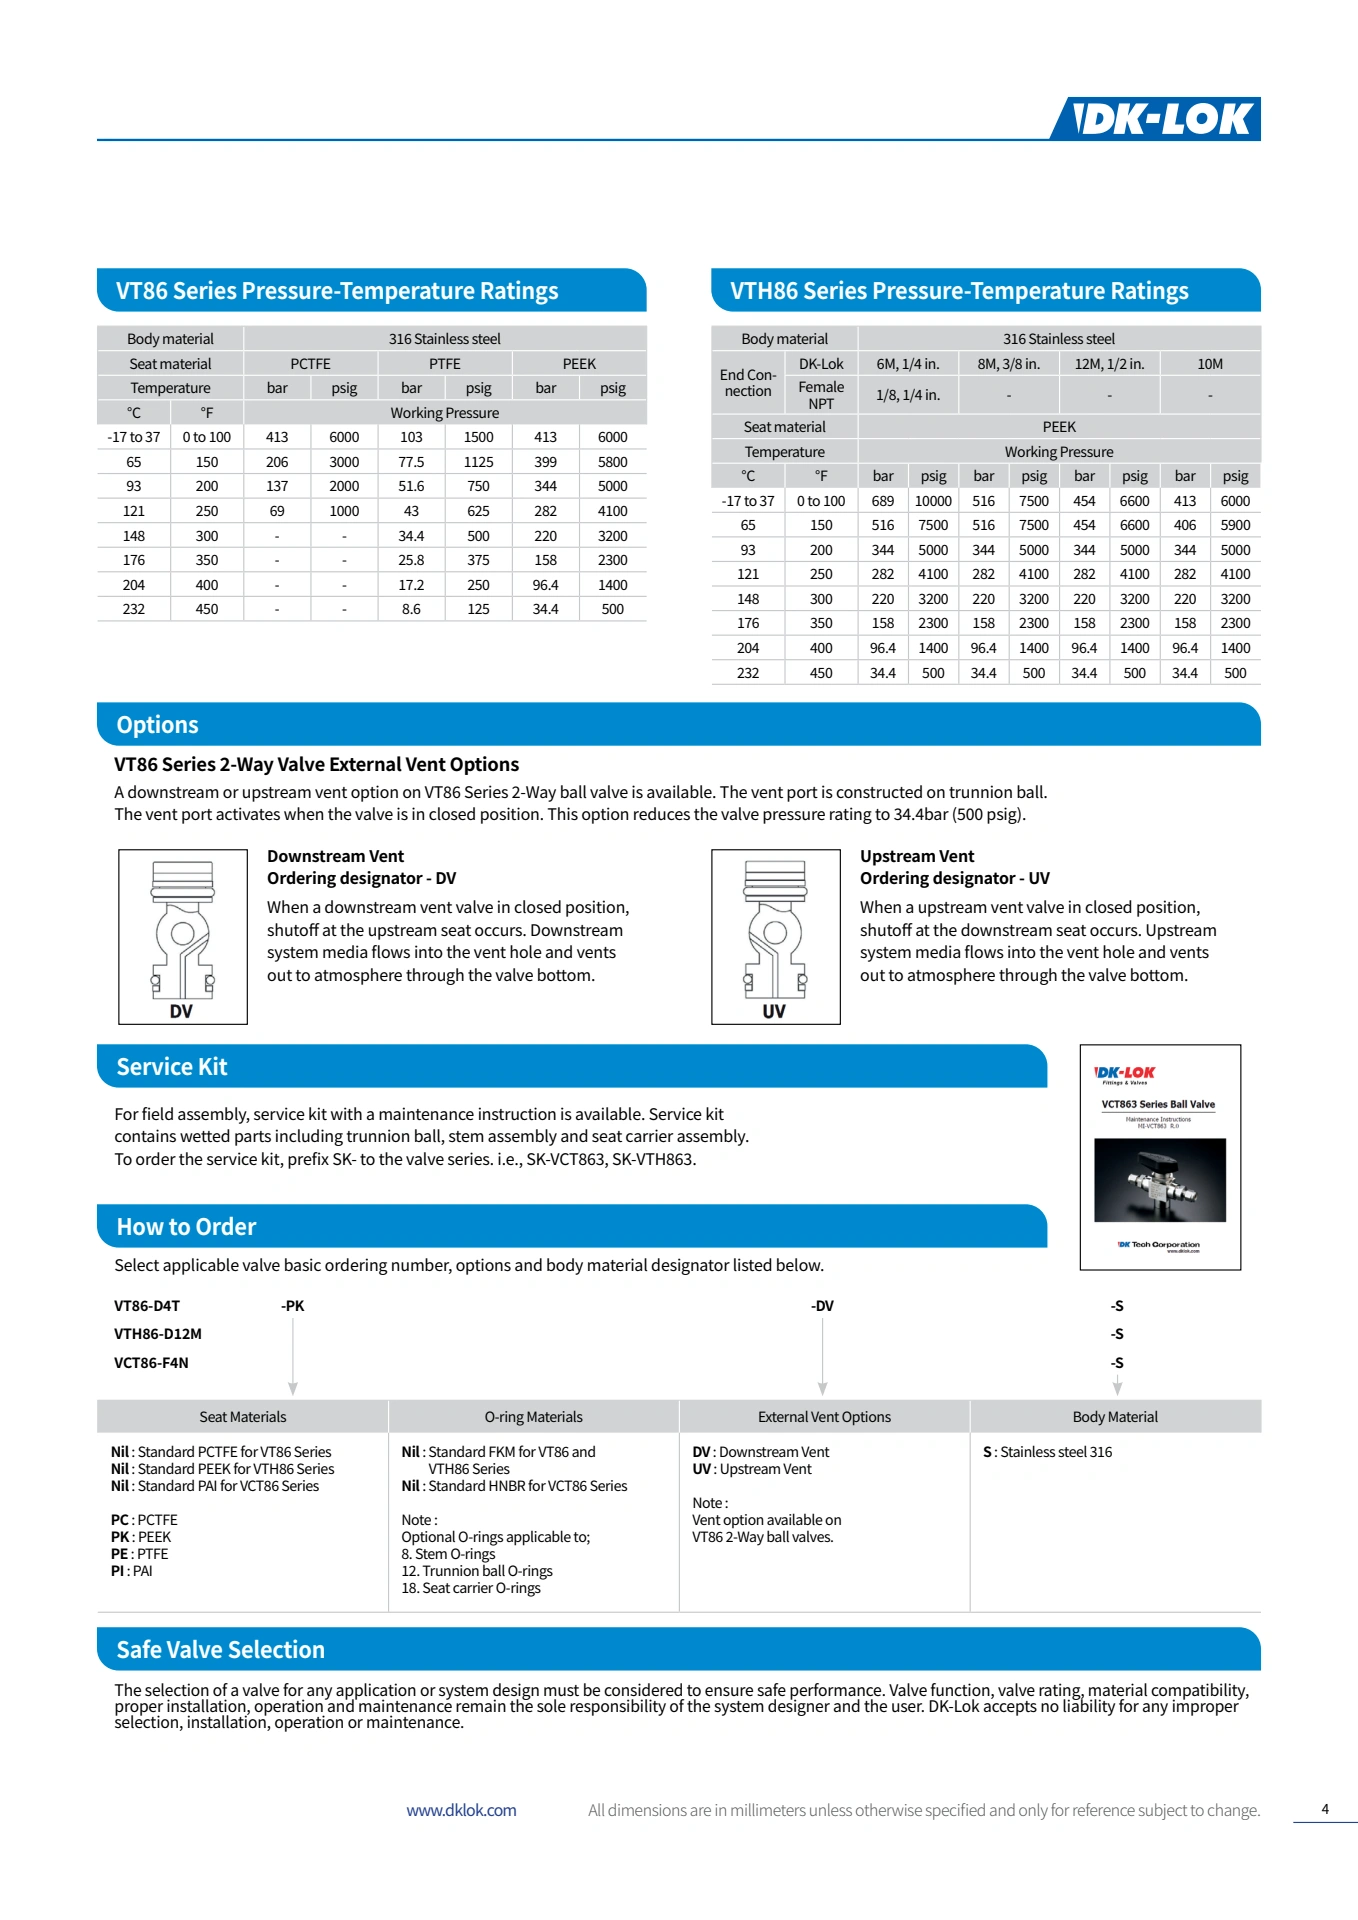 DK-LOK
VT86 Series Pressure-Temperature Ratings
Body material 316 Stainless steel
Seat material PCTFE PTFE PEEK
Temperature bar psig bar psig bar psig
°C °F Working Pressure
-17 to 37 0 to 100 413 6000 103 1500 413 6000
65 150 206 3000 77.5 1125 399 5800
93 200 137 2000 51.6 750 344 5000
121 250 69 1000 43 625 282 4100
148 300 - - 34.4 500 220 3200
176 350 - - 25.8 375 158 2300
204 400 - - 17.2 250 96.4 1400
232 450 - - 8.6 125 34.4 500
VTH86 Series Pressure-Temperature Ratings
Body material 316 Stainless steel
End Con-
nection
DK-Lok 6M, 1/4 in. 8M, 3/8 in. 12M, 1/2 in. 10M
Female
NPT
1/8, 1/4 in. - - -
Seat material PEEK
Temperature Working Pressure
°C °F bar psig bar psig bar psig bar psig
-17 to 37 0 to 100 689 10000 516 7500 454 6600 413 6000
65 150 516 7500 516 7500 454 6600 406 5900
93 200 344 5000 344 5000 344 5000 344 5000
121 250 282 4100 282 4100 282 4100 282 4100
148 300 220 3200 220 3200 220 3200 220 3200
176 350 158 2300 158 2300 158 2300 158 2300
204 400 96.4 1400 96.4 1400 96.4 1400 96.4 1400
232 450 34.4 500 34.4 500 34.4 500 34.4 500
Options
VT86 Series 2-Way Valve External Vent Options
A downstream or upstream vent option on VT86 Series 2-Way ball valve is available. The vent port is constructed on trunnion ball.
The vent port activates when the valve is in closed position. This option reduces the valve pressure rating to 34.4bar (500 psig).
DV
Downstream Vent
Ordering designator - DV
When a downstream vent valve in closed position,
shutoff at the upstream seat occurs. Downstream
system media flows into the vent hole and vents
out to atmosphere through the valve bottom.
UV
Upstream Vent
Ordering designator - UV
When a upstream vent valve in closed position,
shutoff at the downstream seat occurs. Upstream
system media flows into the vent hole and vents
out to atmosphere through the valve bottom.
Service Kit
For field assembly, service kit with a maintenance instruction is available. Service kit
contains wetted parts including trunnion ball, stem assembly and seat carrier assembly.
To order the service kit, prefix SK- to the valve series. i.e., SK-VCT863, SK-VTH863.
DK-LOK
Fittings & Valves
VCT863 Series Ball Valve
Maintenance Instructions
MI-VCT863 R.0
DK Tech Corporation
www.dklok.com
How to Order
Select applicable valve basic ordering number, options and body material designator listed below.
VT86-D4T -PK -DV -S
VTH86-D12M -S
VCT86-F4N -S
Seat Materials O-ring Materials External Vent Options Body Material
Nil : Standard PCTFE for VT86 Series
Nil : Standard PEEK for VTH86 Series
Nil : Standard PAI for VCT86 Series
PC : PCTFE
PK : PEEK
PE : PTFE
PI : PAI
Nil : Standard FKM for VT86 and
VTH86 Series
Nil : Standard HNBR for VCT86 Series
Note :
Optional O-rings applicable to;
8. Stem O-rings
12. Trunnion ball O-rings
18. Seat carrier O-rings
DV : Downstream Vent
UV : Upstream Vent
Note :
Vent option available on
VT86 2-Way ball valves.
S : Stainless steel 316
Safe Valve Selection
The selection of a valve for any application or system design must be considered to ensure safe performance. Valve function, valve rating, material compatibility,
proper installation, operation and maintenance remain the sole responsibility of the system designer and the user. DK-Lok accepts no liability for any improper
selection, installation, operation or maintenance.
www.dklok.com All dimensions are in millimeters unless otherwise specified and only for reference subject to change. 4